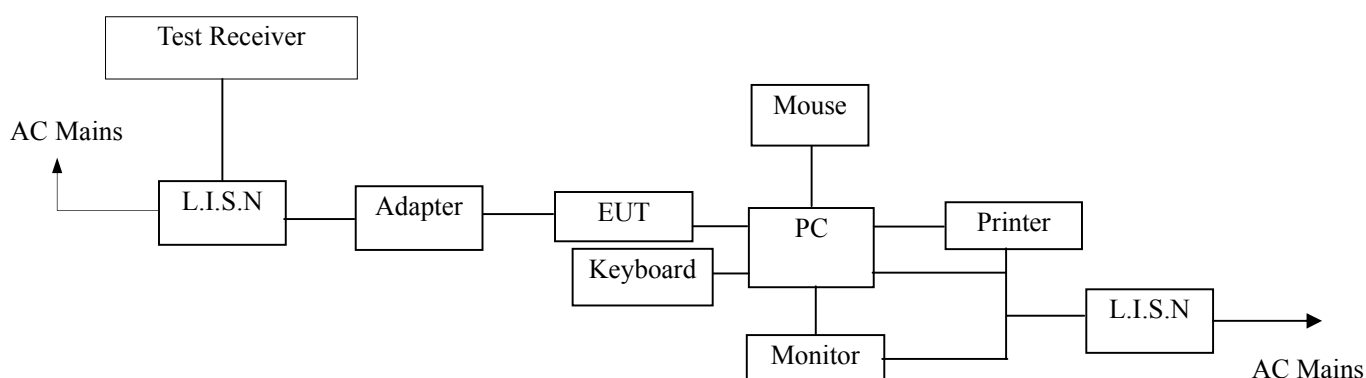 Test Receiver
Mouse
AC Mains
L.I.S.N
Adapter
EUT
PC
Printer
Keyboard
L.I.S.N
Monitor
AC Mains